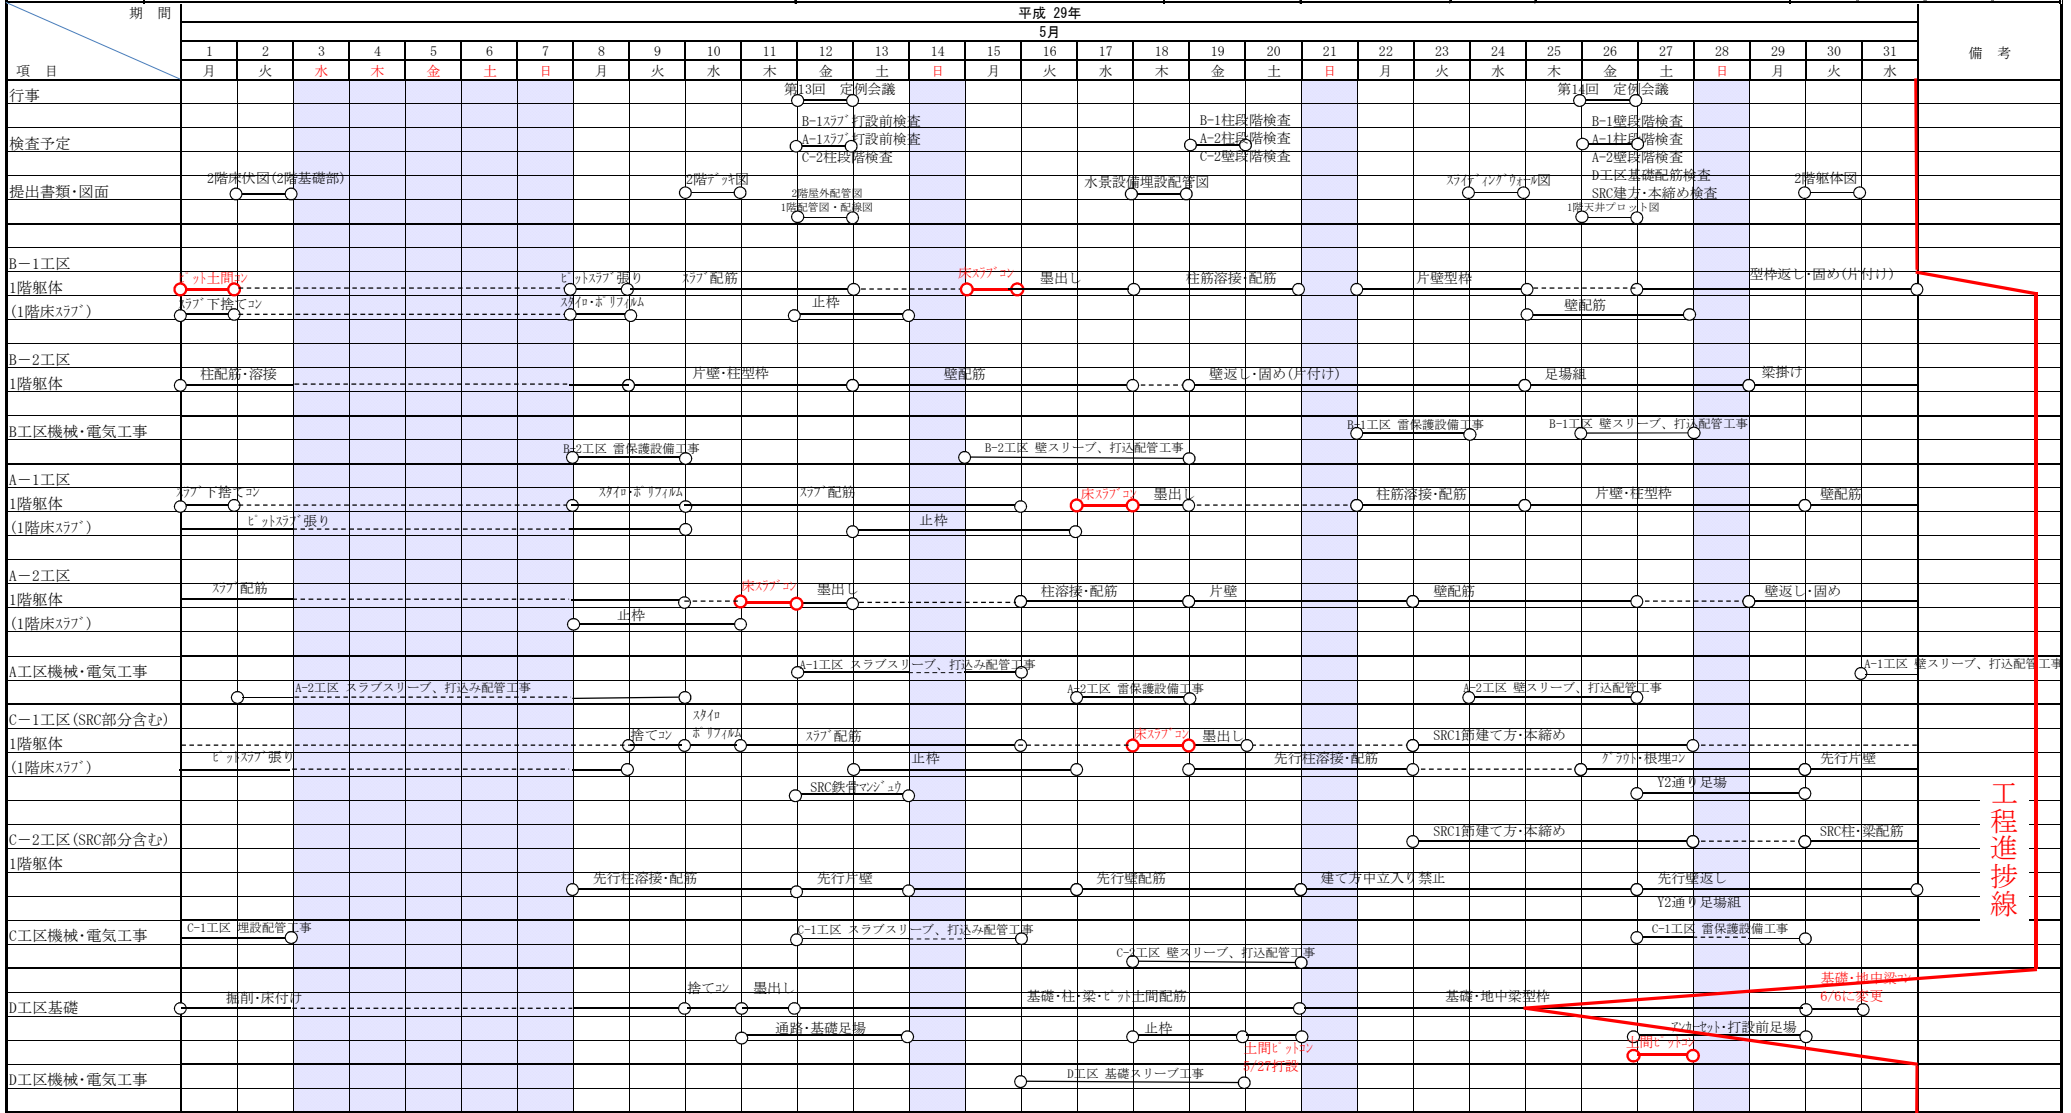 期　間
平成 29年
5月
1 2 3 4 5 6 7 8 9 10 11 12 13 14 15 16 17 18 19 20 21 22 23 24 25 26 27 28 29 30 31
備　考
項　目
月 火 水 木 金 土 日 月 火 水 木 金 土 日 月 火 水 木 金 土 日 月 火 水 木 金 土 日 月 火 水
行事
第13回　定例会議
第14回　定例会議
検査予定
B-1ｽﾗﾌﾞ打設前検査
A-1ｽﾗﾌﾞ打設前検査
C-2柱段階検査
B-1柱段階検査
A-2柱段階検査
C-2壁段階検査
B-1壁段階検査
A-1柱段階検査
A-2壁段階検査
D工区基礎配筋検査
SRC建方･本締め検査
提出書類･図面
2階床伏図(2階基礎部)
2階ﾃﾞｯｷ図
2階屋外配管図
1階配管図・配線図
水景設備埋設配管図
ｽﾗｲﾃﾞｨﾝｸﾞｳｫｰﾙ図
1階天井プロット図
2階躯体図
B－1工区
1階躯体
ﾋﾟｯﾄ土間ｺﾝ
ﾋﾟｯﾄｽﾗﾌﾞ張り
ｽﾗﾌﾞ配筋
床ｽﾗﾌﾞｺﾝ
墨出し
柱筋溶接･配筋
片壁型枠
型枠返し･固め(片付け)
(1階床ｽﾗﾌﾞ)
ｽﾗﾌﾞ下捨てｺﾝ
ｽﾀｲﾛ･ﾎﾟﾘﾌｨﾙﾑ
止枠
壁配筋
B－2工区
1階躯体
柱配筋･溶接
片壁･柱型枠
壁配筋
壁返し･固め(片付け)
足場組
梁掛け
B工区機械･電気工事
B-1工区 雷保護設備工事
B-1工区 壁スリーブ、打込配管工事
B-2工区 雷保護設備工事
B-2工区 壁スリーブ、打込配管工事
A－1工区
1階躯体
ｽﾗﾌﾞ下捨てｺﾝ
ｽﾀｲﾛ･ﾎﾟﾘﾌｨﾙﾑ
ｽﾗﾌﾞ配筋
床ｽﾗﾌﾞｺﾝ
墨出し
柱筋溶接･配筋
片壁･柱型枠
壁配筋
(1階床ｽﾗﾌﾞ)
ﾋﾟｯﾄｽﾗﾌﾞ張り
止枠
A－2工区
1階躯体
ｽﾗﾌﾞ配筋
床ｽﾗﾌﾞｺﾝ
墨出し
柱溶接･配筋
片壁
壁配筋
壁返し･固め
(1階床ｽﾗﾌﾞ)
止枠
A工区機械･電気工事
A-1工区 スラブスリーブ、打込み配管工事
A-1工区 壁スリーブ、打込配管工事
A-2工区 スラブスリーブ、打込み配管工事
A-2工区 雷保護設備工事
A-2工区 壁スリーブ、打込配管工事
C－1工区(SRC部分含む)
1階躯体
捨てｺﾝ
ｽﾀｲﾛ
ﾎﾟﾘﾌｨﾙﾑ
ｽﾗﾌﾞ配筋
床ｽﾗﾌﾞｺﾝ
墨出し
SRC1節建て方･本締め
(1階床ｽﾗﾌﾞ)
ﾋﾟｯﾄｽﾗﾌﾞ張り
止枠
先行柱溶接･配筋
ｸﾞﾗｳﾄ･根埋ｺﾝ
先行片壁
SRC鉄骨ﾏﾝｼﾞｭｳ
Y2通り足場
工程進捗線
C－2工区(SRC部分含む)
1階躯体
SRC1節建て方･本締め
SRC柱･梁配筋
先行柱溶接･配筋
先行片壁
先行壁配筋
建て方中立入り禁止
先行壁返し
Y2通り足場組
C工区機械･電気工事
C-1工区 埋設配管工事
C-1工区 スラブスリーブ、打込み配管工事
C-1工区 雷保護設備工事
C-2工区 壁スリーブ、打込配管工事
D工区基礎
掘削･床付け
捨てｺﾝ
墨出し
基礎･柱･梁･ﾋﾟｯﾄ土間配筋
基礎･地中梁型枠
基礎･地中梁ｺﾝ
6/6に変更
通路･基礎足場
止枠
ｱﾝｶｰｾｯﾄ･打設前足場
土間ﾋﾟｯﾄｺﾝ
5/27打設
土間ﾋﾟｯﾄｺﾝ
D工区機械･電気工事
D工区 基礎スリーブ工事